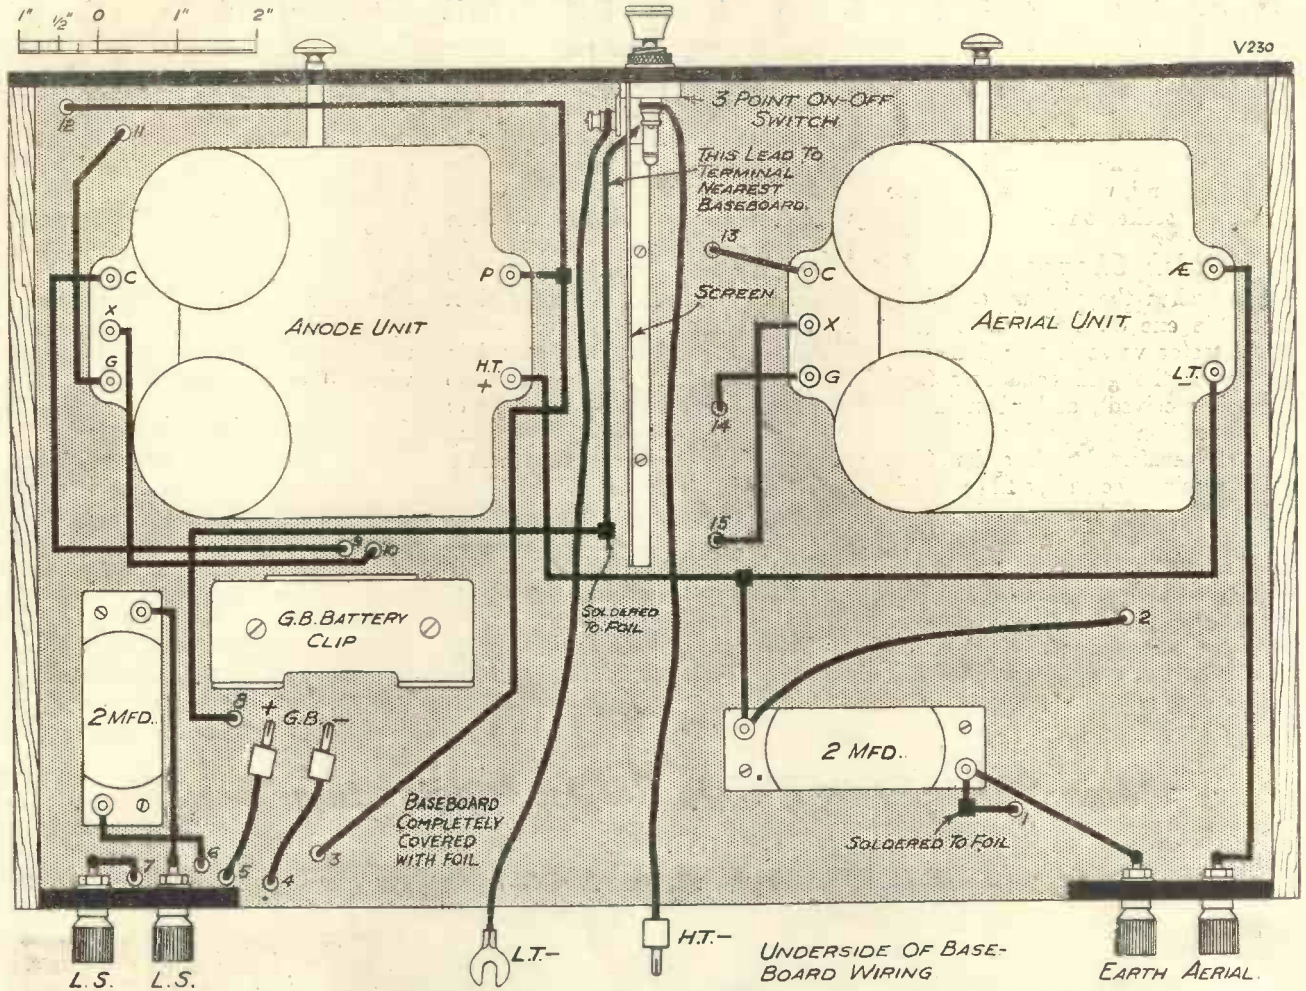 1" ½" 0 1" 2"
V230
3 POINT ON-OFF
SWITCH
THIS LEAD TO
TERMINAL
NEAREST
BASEBOARD.
12
11
13
C
P
C
Æ
SCREEN
X
ANODE UNIT
X
AERIAL UNIT
G
H.T.
+
G
L.T.
-
14
15
9
10
SOLDERED
TO FOIL
G.B. BATTERY
CLIP
2
8
+
G.B.
-
2 MFD..
2 MFD..
BASEBOARD
COMPLETELY
COVERED
WITH FOIL
1
SOLDERED TO FOIL
3
6
7
5
4
L.S.
L.S.
L.T.-
H.T.-
UNDERSIDE OF BASE-
BOARD WIRING
EARTH
AERIAL.